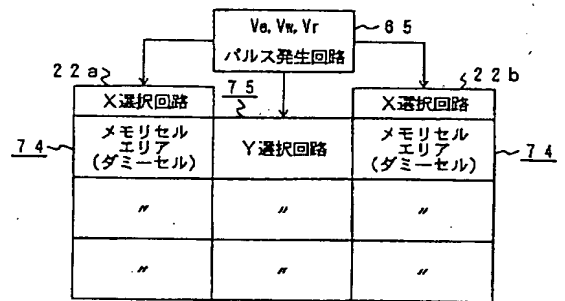 Ve, Vw, Vr
パルス発生回路
65
22a
75
22b
X選択回路
X選択回路
74
メモリセル
エリア
(ダミーセル)
Y選択回路
メモリセル
エリア
(ダミーセル)
74
〃 〃 〃
〃 〃 〃